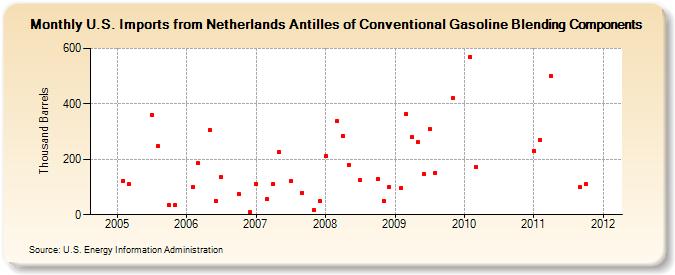 Monthly U.S. Imports from Netherlands Antilles of Conventional Gasoline Blending Components
Thousand Barrels
600
400
200
0
2005 2006 2007 2008 2009 2010 2011 2012
Source: U.S. Energy Information Administration